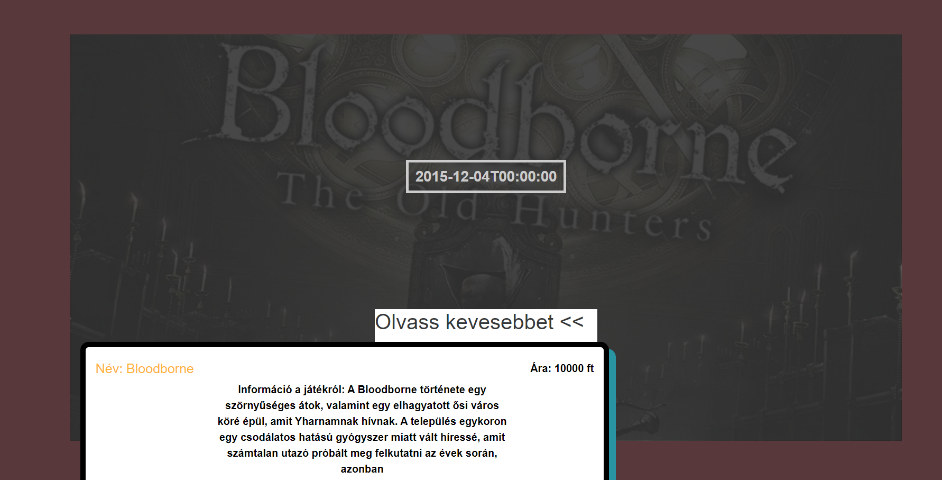 Bloodborne
2015-12-04T00:00:00
The Old Hunters
Olvass kevesebbet <<
Név: Bloodborne
Ára: 10000 ft
Információ a játékról: A Bloodborne története egy
szörnyűséges átok, valamint egy elhagyatott ősi város
köré épül, amit Yharnamnak hívnak. A település egykoron
egy csodálatos hatású gyógyszer miatt vált híressé, amit
számtalan utazó próbált meg felkutatni az évek során,
azonban